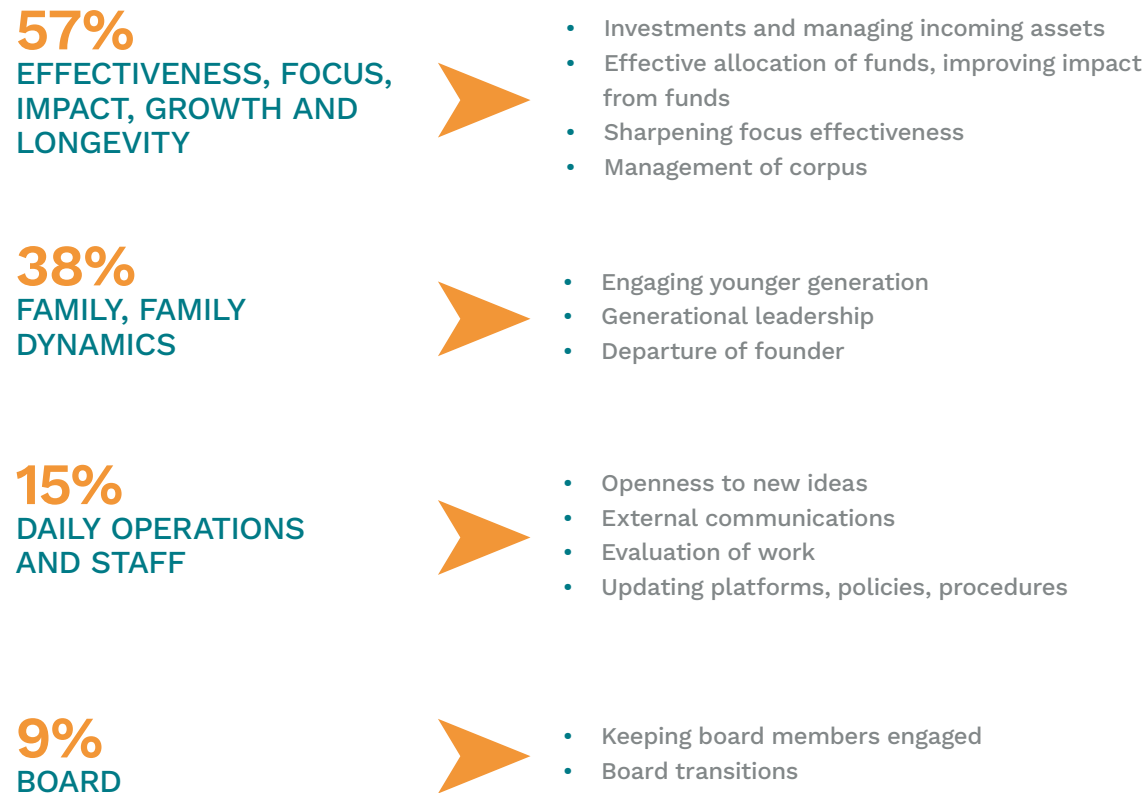 57%
EFFECTIVENESS, FOCUS,
IMPACT, GROWTH AND
LONGEVITY
• Investments and managing incoming assets
• Effective allocation of funds, improving impact
from funds
• Sharpening focus effectiveness
• Management of corpus
38%
FAMILY, FAMILY
DYNAMICS
• Engaging younger generation
• Generational leadership
• Departure of founder
15%
DAILY OPERATIONS
AND STAFF
• Openness to new ideas
• External communications
• Evaluation of work
• Updating platforms, policies, procedures
9%
BOARD
• Keeping board members engaged
• Board transitions